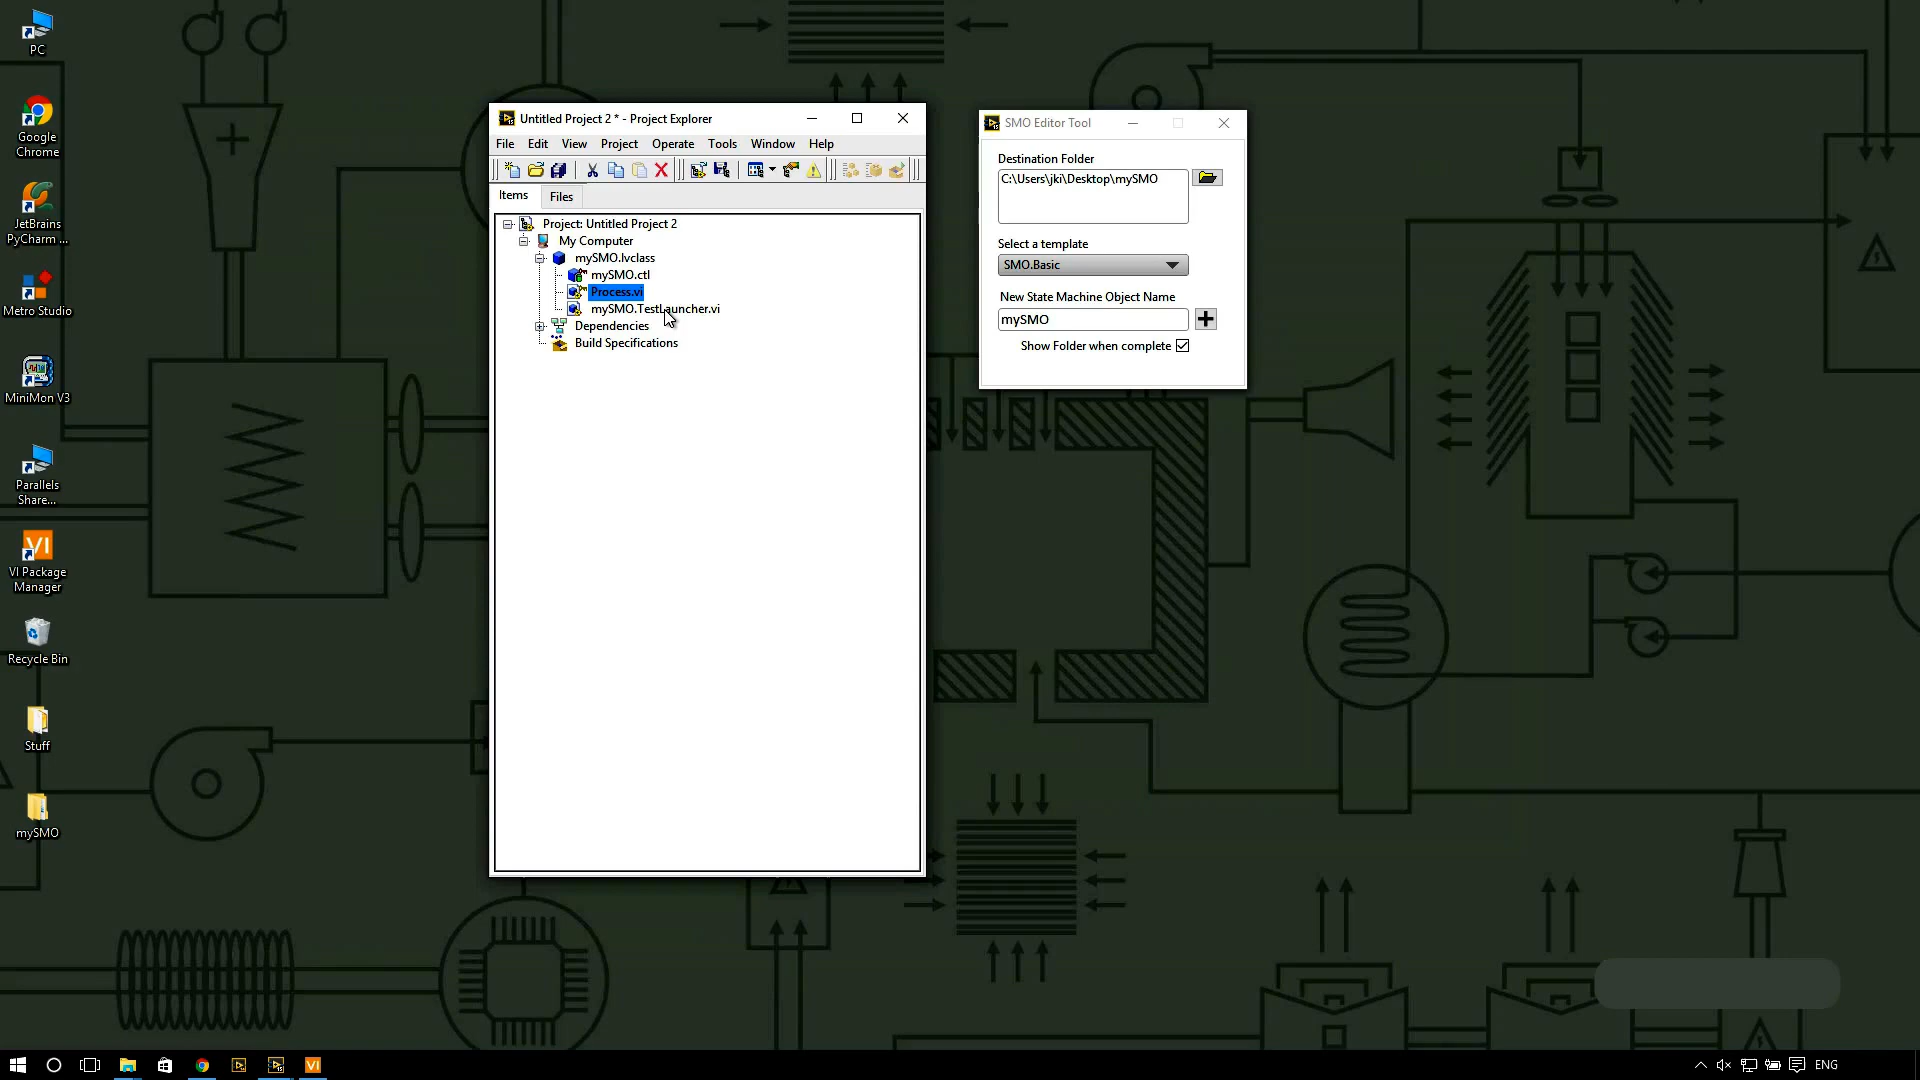 PC
Google
Chrome
JetBrains
PyCharm ...
Metro Studio
MiniMon V3
Parallels
Share...
VI
VI Package
Manager
Recycle Bin
Stuff
mySMO
Untitled Project 2 * - Project Explorer
File Edit View Project Operate Tools Window Help
Items Files
Project: Untitled Project 2
My Computer
mySMO.lvclass
mySMO.ctl
Process.vi
mySMO.TestLauncher.vi
Dependencies
Build Specifications
SMO Editor Tool
Destination Folder
C:\Users\jki\Desktop\mySMO
Select a template
SMO.Basic
New State Machine Object Name
mySMO
Show Folder when complete
VI
ENG